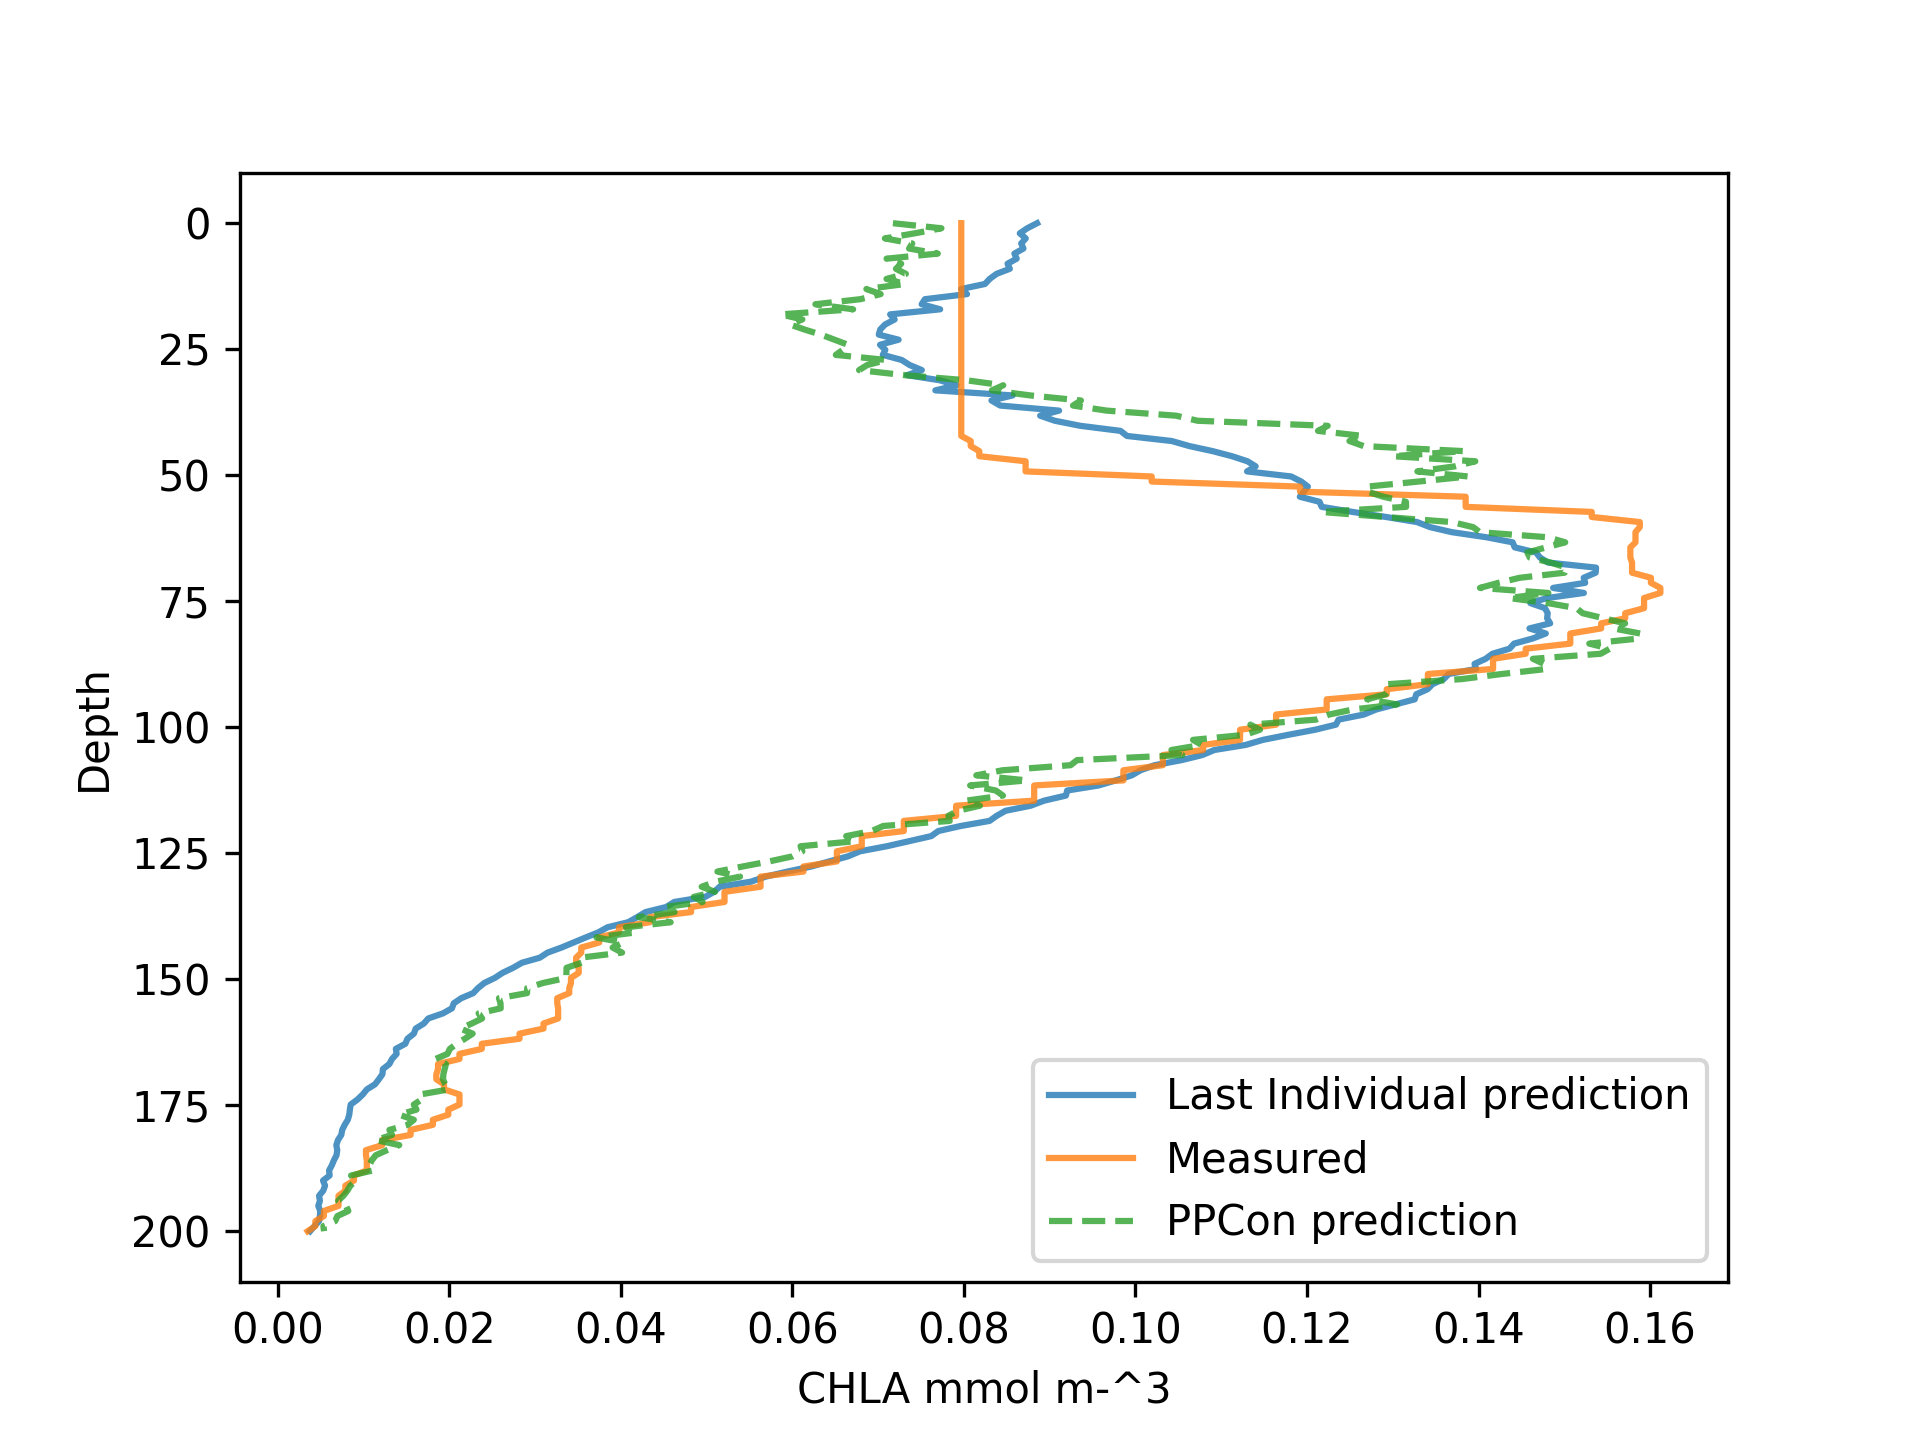 0
25
50
75
100
125
150
175
200
Depth
0.00 0.02 0.04 0.06 0.08 0.10 0.12 0.14 0.16
CHLA mmol m-^3
Last Individual prediction
Measured
PPCon prediction